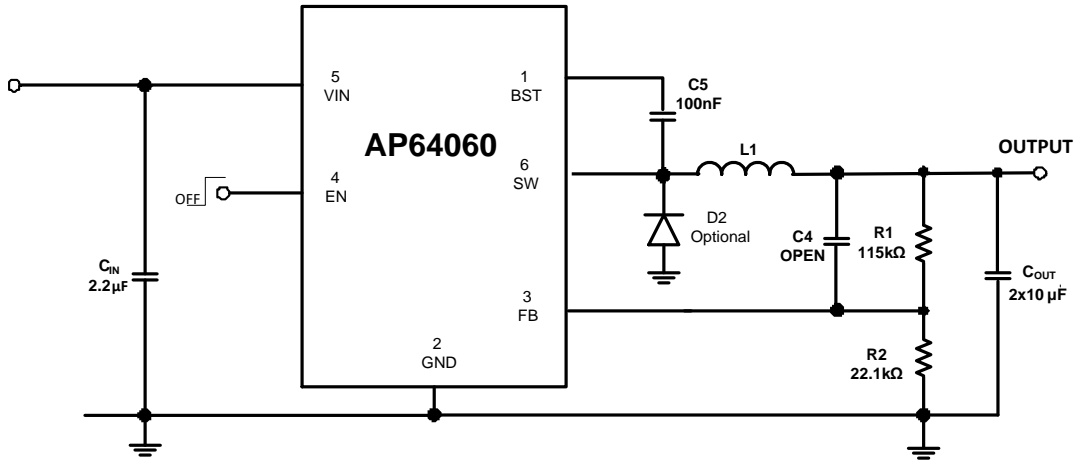 5
VIN
1
BST
C5
100nF
AP64060
L1
OUTPUT
6
SW
4
EN
OFF
D2
Optional
C4
OPEN
R1
115kΩ
CIN
2.2µF
COUT
2x10 µF
3
FB
2
GND
R2
22.1kΩ